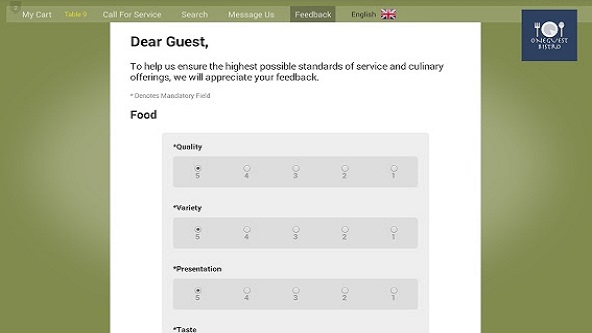 2
My Cart Table 9 Call For Service Search Message Us Feedback English
ONEGUEST
BISTRO
Dear Guest,
To help us ensure the highest possible standards of service and culinary
offerings, we will appreciate your feedback.
* Denotes Mandatory Field
Food
*Quality
5 4 3 2 1
*Variety
5 4 3 2 1
*Presentation
5 4 3 2 1
*Taste